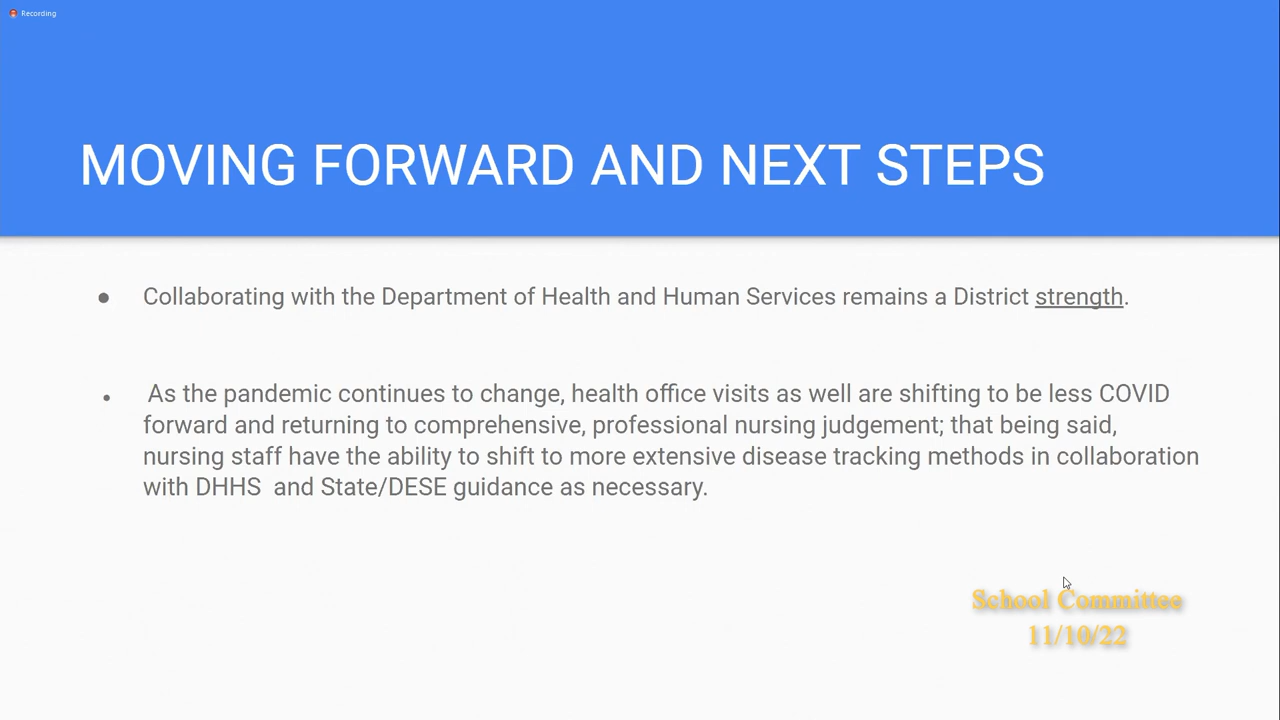 Recording
MOVING FORWARD AND NEXT STEPS
● Collaborating with the Department of Health and Human Services remains a District strength.
● As the pandemic continues to change, health office visits as well are shifting to be less COVID
forward and returning to comprehensive, professional nursing judgement; that being said,
nursing staff have the ability to shift to more extensive disease tracking methods in collaboration
with DHHS and State/DESE guidance as necessary.
School Committee
11/10/22